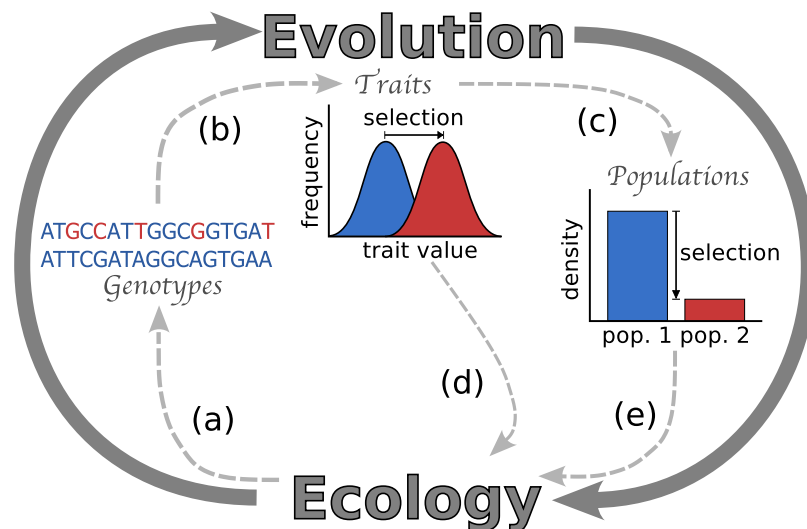 Evolution
Traits
(b)
(c)
selection
frequency
trait value
Populations
density
selection
pop. 1 pop. 2
ATGCCATTGGCGGTGAT
ATTCGATAGGCAGTGAA
Genotypes
(d)
(a)
(e)
Ecology